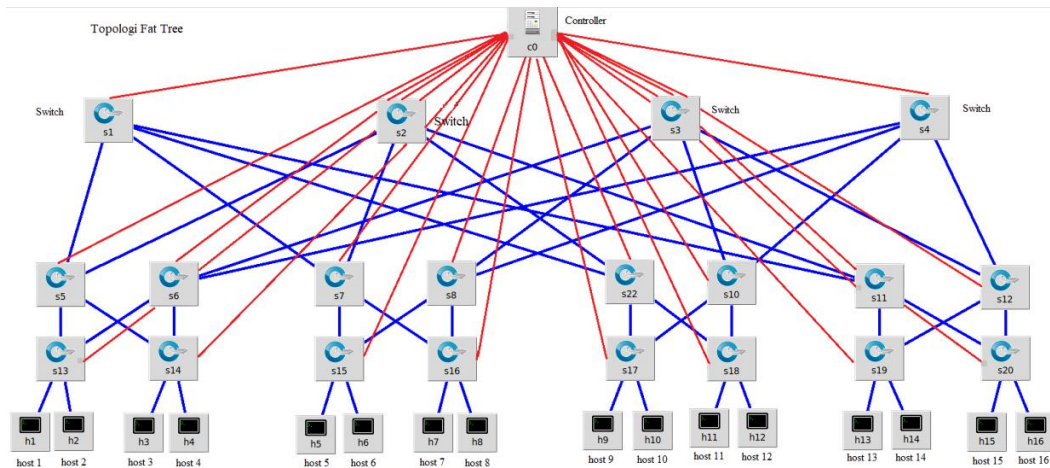 Topologi Fat Tree
Controller
c0
Switch
s1
s2
Switch
s3
Switch
s4
Switch
s5
s6
s7
s8
s22
s10
s11
s12
s13
s14
s15
s16
s17
s18
s19
s20
h1
h2
h3
h4
h5
h6
h7
h8
h9
h10
h11
h12
h13
h14
h15
h16
host 1
host 2
host 3
host 4
host 5
host 6
host 7
host 8
host 9
host 10
host 11
host 12
host 13
host 14
host 15
host 16